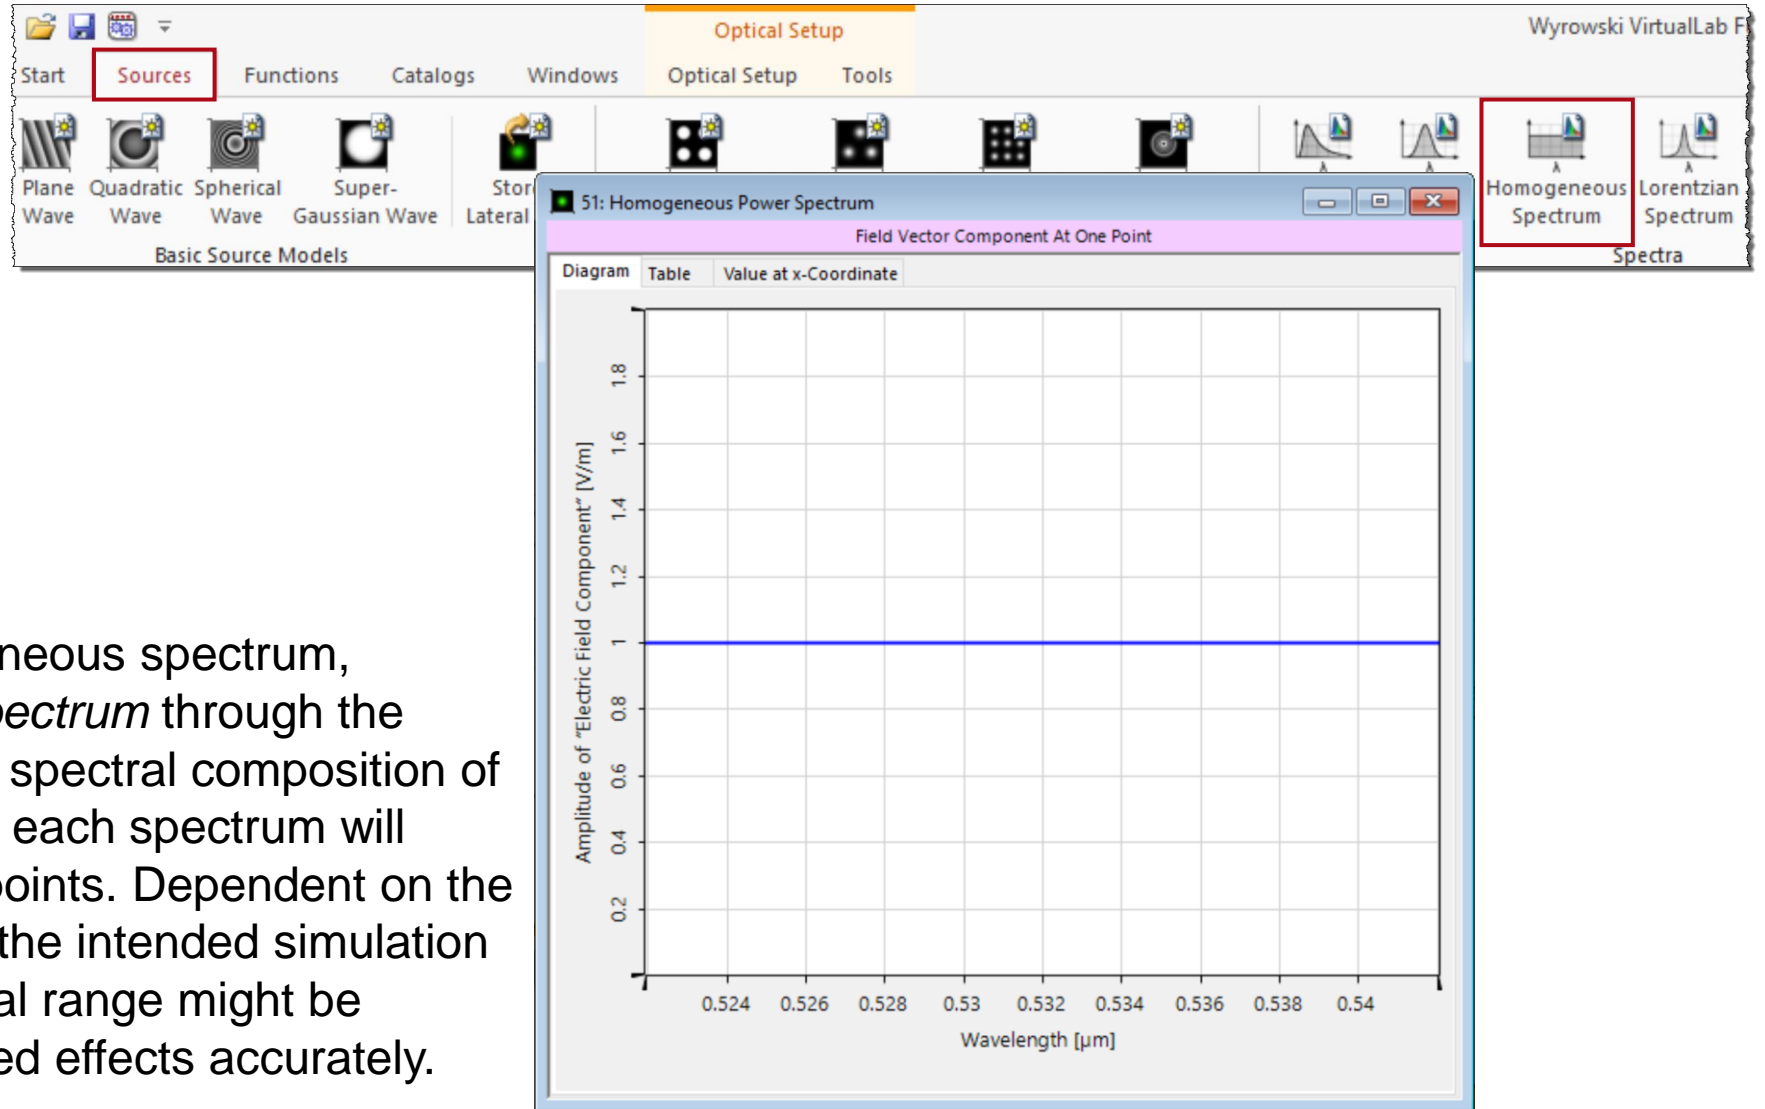 Optical Setup
Wyrowski VirtualLab F
Start Sources Functions Catalogs Windows Optical Setup Tools
Plane Quadratic Spherical Super- Homogeneous Lorentzian
Wave Wave Wave Gaussian Wave Lateral Spectrum Spectrum
Basic Source Models Spectra
51: Homogeneous Power Spectrum
Field Vector Component At One Point
Diagram Table Value at x-Coordinate
Amplitude of "Electric Field Component" [V/m]
1.8
1.6
1.4
1.2
1
0.8
0.6
0.4
0.2
0.524 0.526 0.528 0.53 0.532 0.534 0.536 0.538 0.54
Wavelength [µm]
neous spectrum,
pectrum through the
spectral composition of
each spectrum will
points. Dependent on the
the intended simulation
al range might be
ed effects accurately.